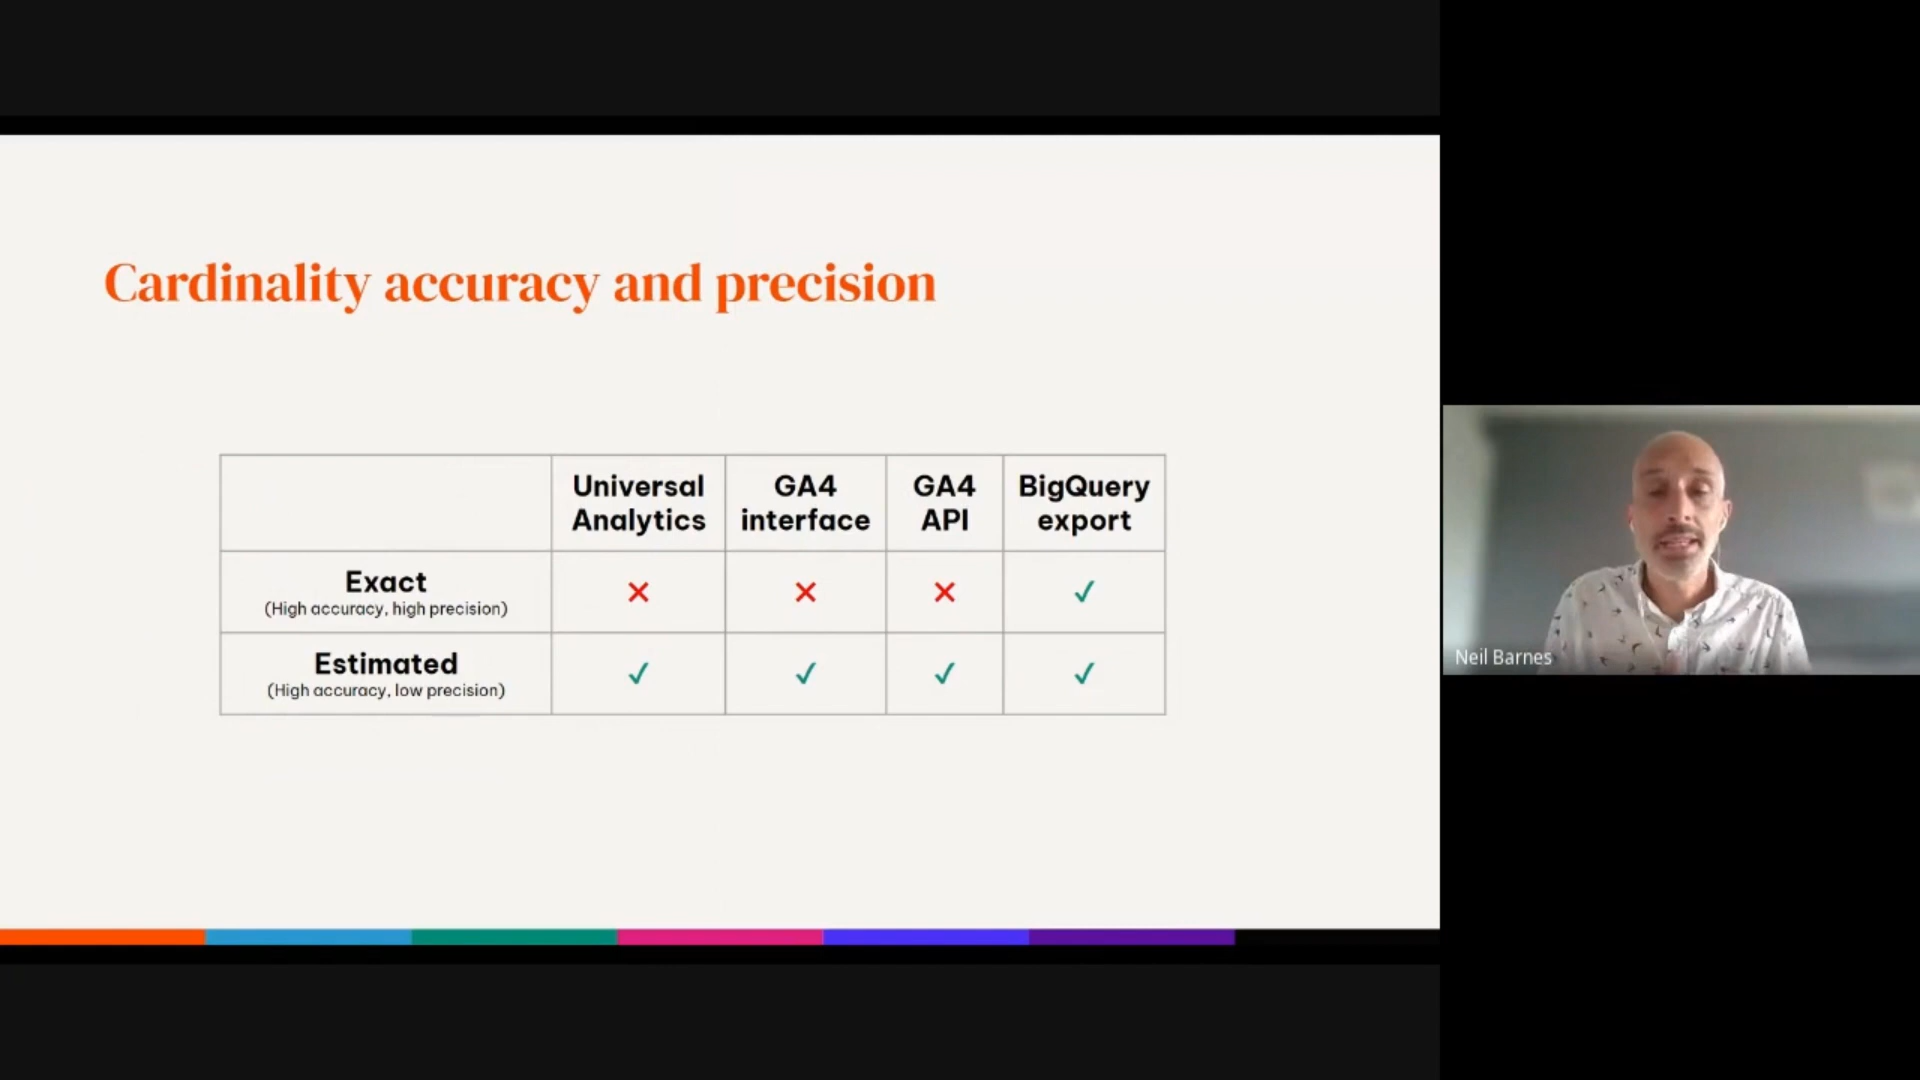 Cardinality accuracy and precision
Universal Analytics
GA4 interface
GA4 API
BigQuery export
Exact
(High accuracy, high precision)
✕ ✕ ✕ ✓
Estimated
(High accuracy, low precision)
✓ ✓ ✓ ✓
Neil Barnes